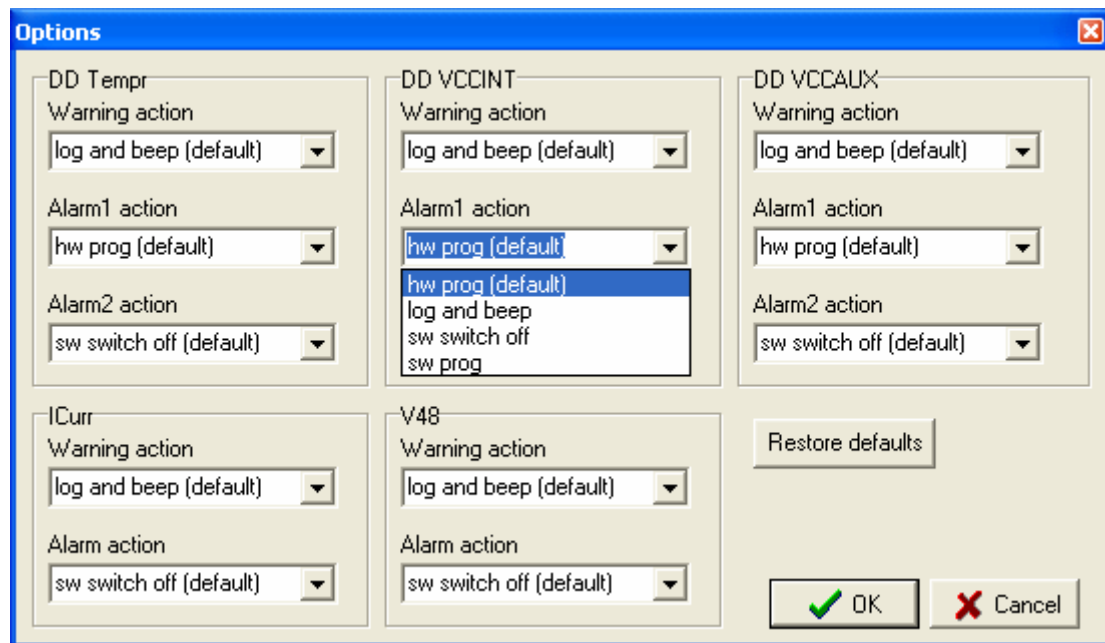 Options
DD Tempr
Warning action
log and beep (default)
Alarm1 action
hw prog (default)
Alarm2 action
sw switch off (default)
DD VCCINT
Warning action
log and beep (default)
Alarm1 action
hw prog (default)
hw prog (default)
log and beep
sw switch off
sw prog
DD VCCAUX
Warning action
log and beep (default)
Alarm1 action
hw prog (default)
Alarm2 action
sw switch off (default)
ICurr
Warning action
log and beep (default)
Alarm action
sw switch off (default)
V48
Warning action
log and beep (default)
Alarm action
sw switch off (default)
Restore defaults
OK
Cancel